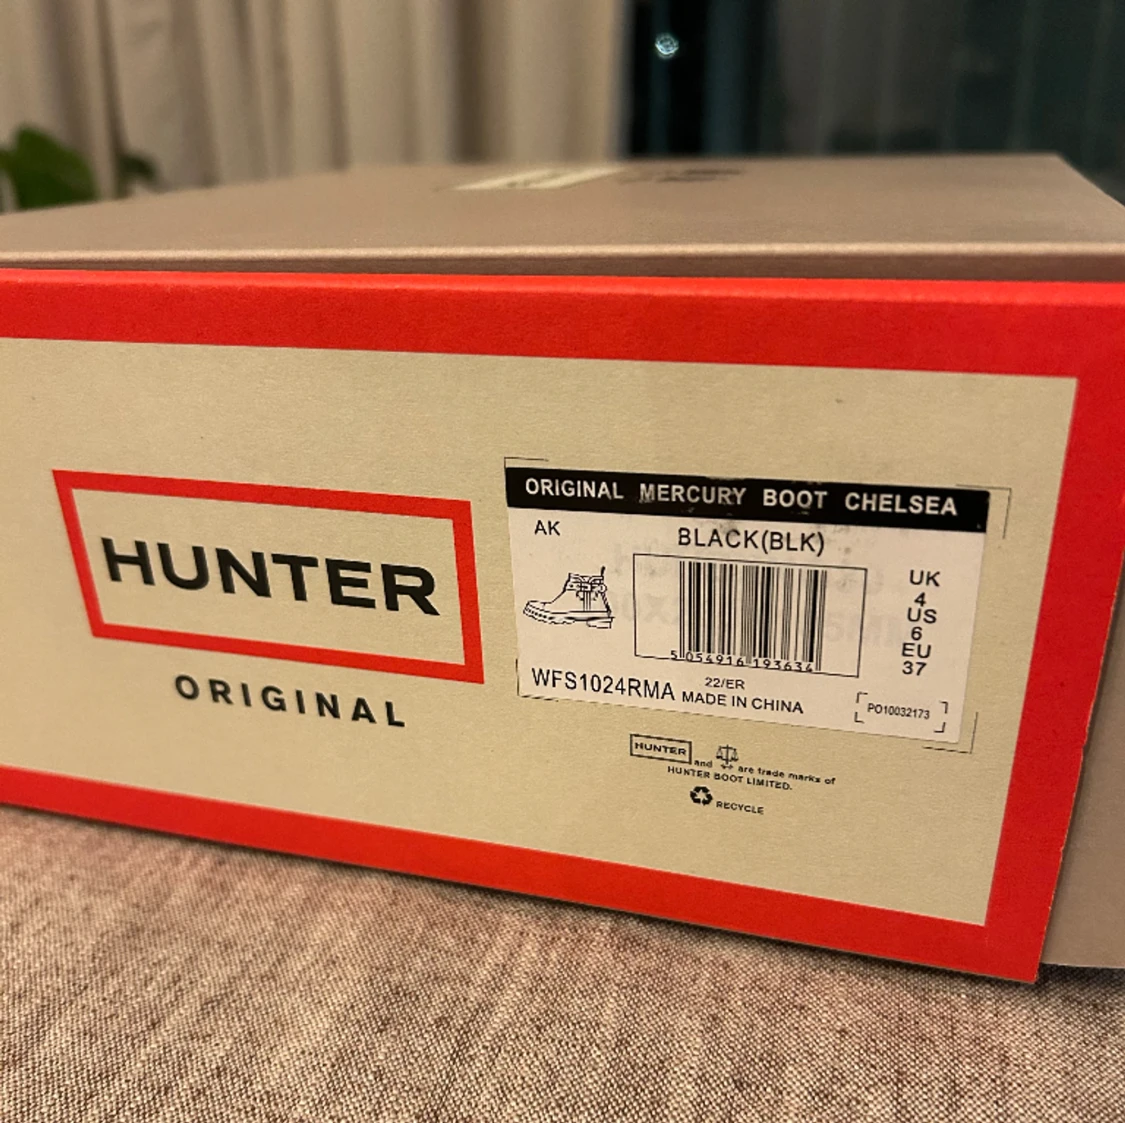 HUNTER
ORIGINAL
ORIGINAL MERCURY BOOT CHELSEA
AK
BLACK(BLK)
UK
4
US
6
EU
37
5 054916 193634
WFS1024RMA
22/ER
MADE IN CHINA
PO10032173
HUNTER and are trade marks of
HUNTER BOOT LIMITED.
RECYCLE